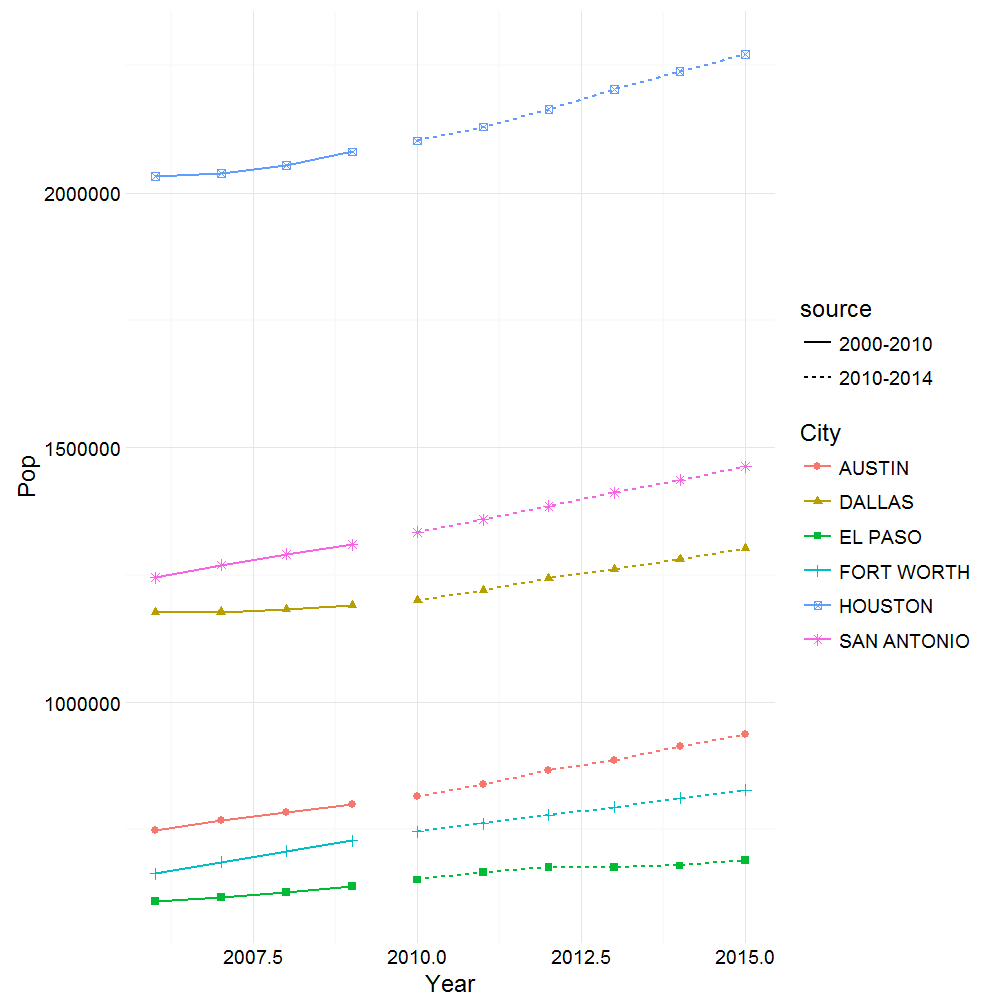 2000000
1500000
1000000
Pop
2007.5
2010.0
2012.5
2015.0
Year
source
2000-2010
2010-2014
City
AUSTIN
DALLAS
EL PASO
FORT WORTH
HOUSTON
SAN ANTONIO